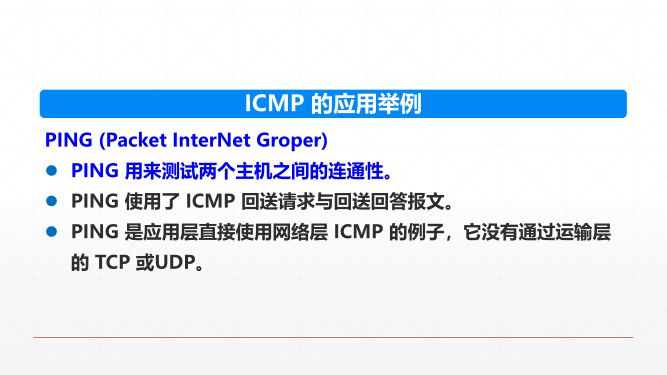 ICMP 的应用举例
PING (Packet InterNet Groper)
● PING 用来测试两个主机之间的连通性。
● PING 使用了 ICMP 回送请求与回送回答报文。
● PING 是应用层直接使用网络层 ICMP 的例子，它没有通过运输层
的 TCP 或UDP。